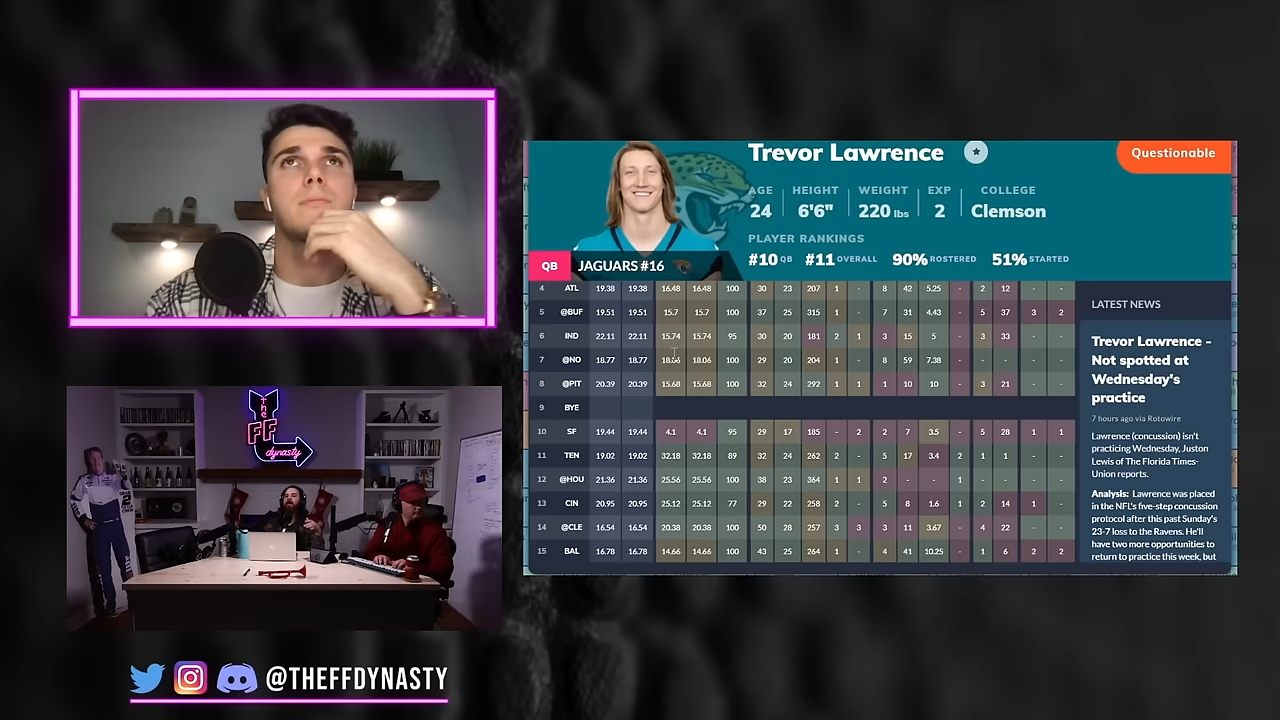 The
FF
dynasty
@THEFFDYNASTY
Trevor Lawrence
Questionable
AGE HEIGHT WEIGHT EXP COLLEGE
24 6'6" 220 lbs 2 Clemson
PLAYER RANKINGS
#10 QB #11 OVERALL 90% ROSTERED 51% STARTED
QB JAGUARS #16
4 ATL 19.38 19.38 16.48 16.48 100 30 23 207 1 - 8 42 5.25 - 2 12 - -
5 @BUF 19.51 19.51 15.7 15.7 100 37 25 315 1 - 7 31 4.43 - 5 37 3 2
6 IND 22.11 22.11 15.74 15.74 95 30 20 181 2 1 3 15 5 - 3 33 - -
7 @NO 18.77 18.77 18.06 18.06 100 29 20 204 1 - 8 59 7.38 - - - - -
8 @PIT 20.39 20.39 15.68 15.68 100 32 24 292 1 1 1 10 10 - 3 21 - -
9 BYE
10 SF 19.44 19.44 4.1 4.1 95 29 17 185 - 2 2 7 3.5 - 5 28 1 1
11 TEN 19.02 19.02 32.18 32.18 89 32 24 262 2 - 5 17 3.4 2 1 1 - -
12 @HOU 21.36 21.36 25.56 25.56 100 38 23 364 1 1 2 - - 1 - - - -
13 CIN 20.95 20.95 25.12 25.12 77 29 22 258 2 - 5 8 1.6 1 2 14 1 -
14 @CLE 16.54 16.54 20.38 20.38 100 50 28 257 3 3 3 11 3.67 - 4 22 - -
15 BAL 16.78 16.78 14.66 14.66 100 43 25 264 1 - 4 41 10.25 - 1 6 2 2
LATEST NEWS
Trevor Lawrence -
Not spotted at
Wednesday's
practice
7 hours ago via Rotowire
Lawrence (concussion) isn't
practicing Wednesday, Juston
Lewis of The Florida Times-
Union reports.
Analysis: Lawrence was placed
in the NFL's five-step concussion
protocol after this past Sunday's
23-7 loss to the Ravens. He'll
have two more opportunities to
return to practice this week, but